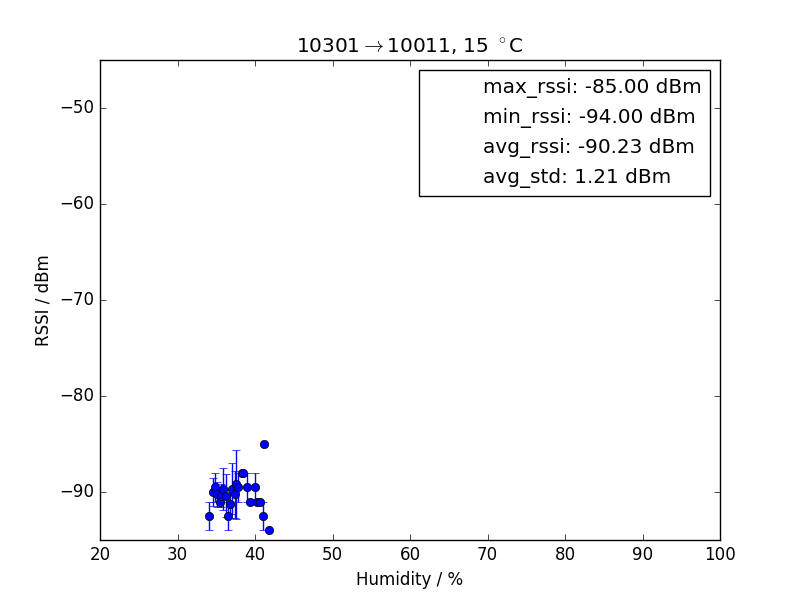 10301→10011, 15 °C
max_rssi: -85.00 dBm
min_rssi: -94.00 dBm
avg_rssi: -90.23 dBm
avg_std: 1.21 dBm
RSSI / dBm
−50
−60
−70
−80
−90
20 30 40 50 60 70 80 90 100
Humidity / %